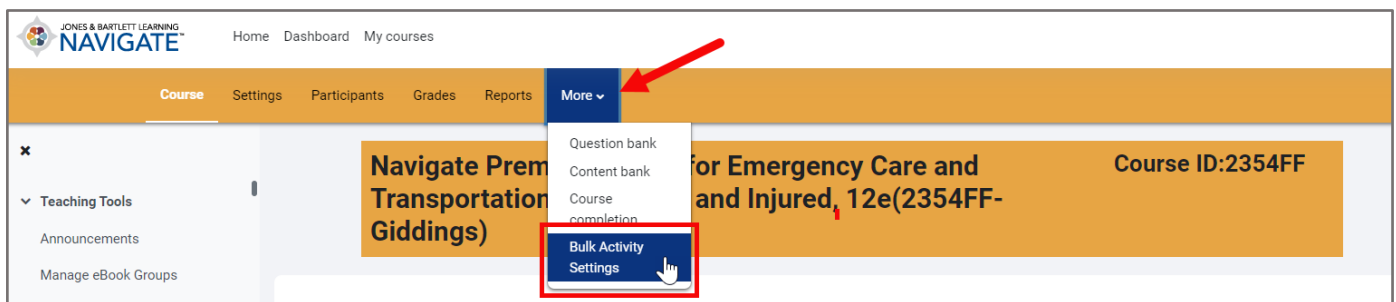 JONES & BARTLETT LEARNING
NAVIGATE™
Home Dashboard My courses
Course Settings Participants Grades Reports More
Question bank
Content bank
Course
completion
Bulk Activity
Settings
Teaching Tools
Announcements
Manage eBook Groups
Navigate Prem for Emergency Care and
Transportation and Injured, 12e(2354FF-
Giddings)
Course ID:2354FF